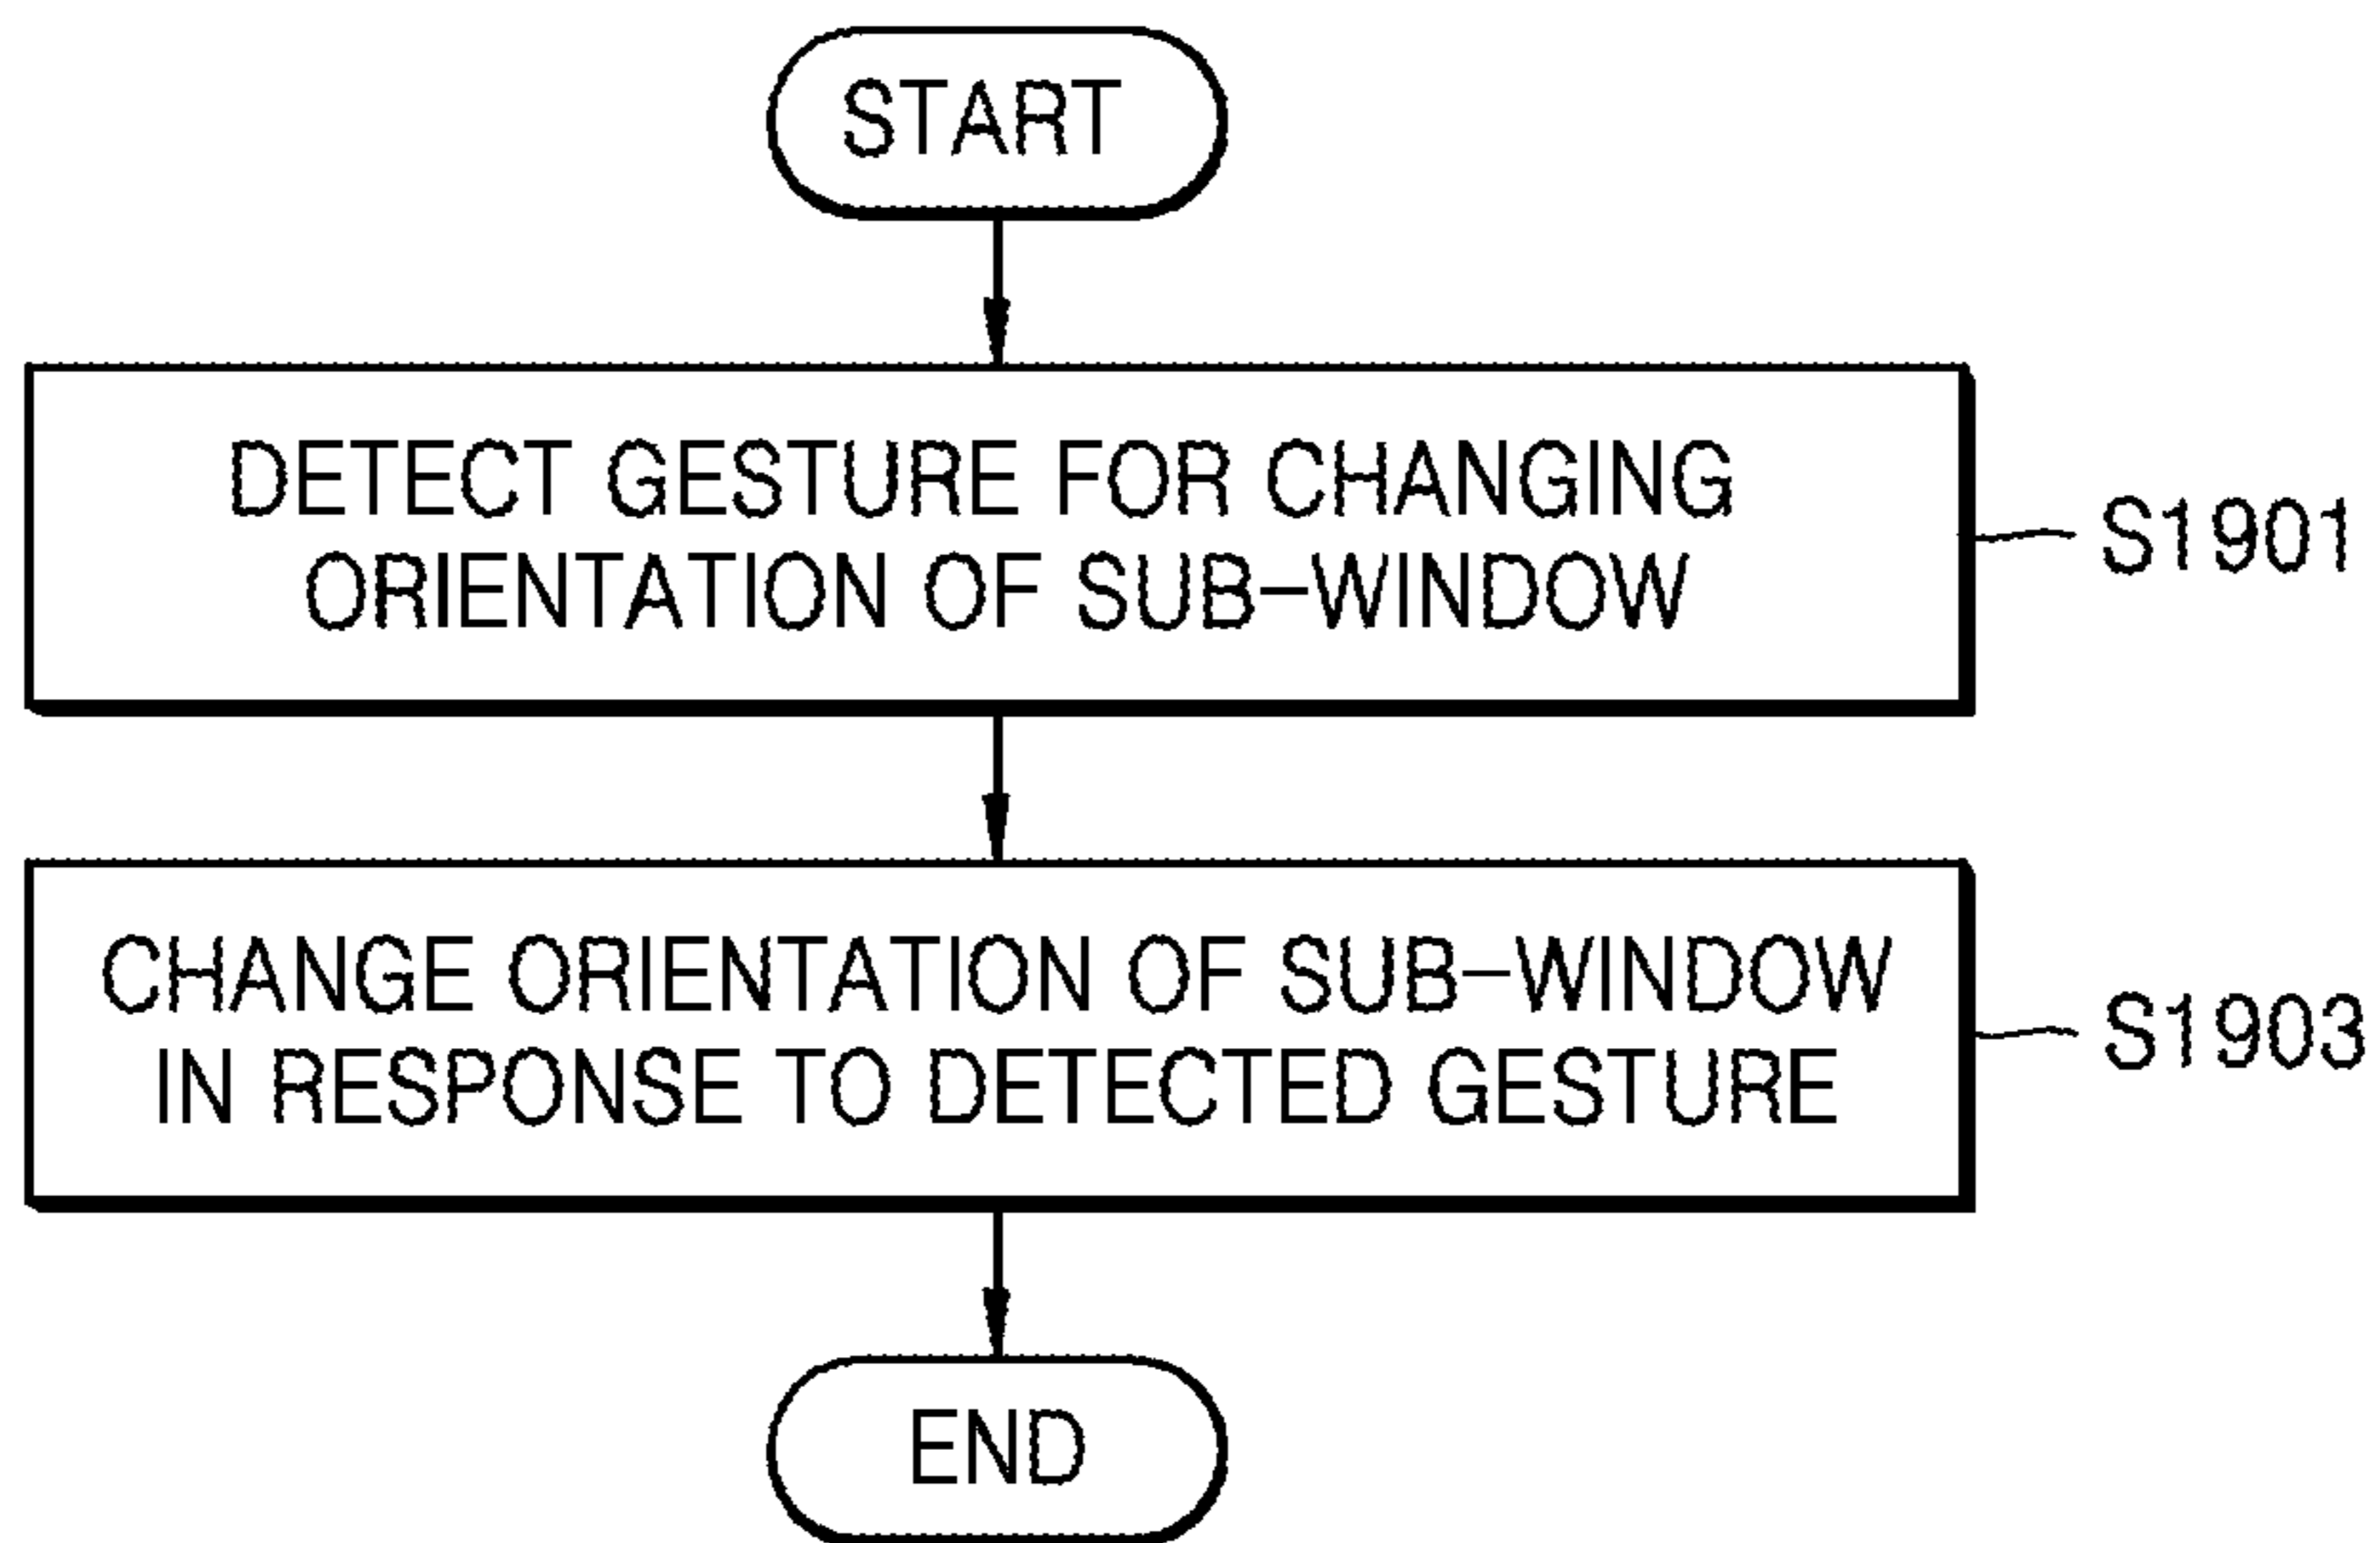 START
DETECT GESTURE FOR CHANGING
ORIENTATION OF SUB-WINDOW
S1901
CHANGE ORIENTATION OF SUB-WINDOW
IN RESPONSE TO DETECTED GESTURE
S1903
END